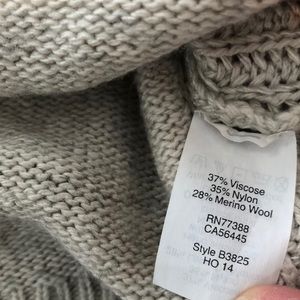 37% Viscose
35% Nylon
28% Merino Wool
RN77388
CA56445
Style B3825
HO 14